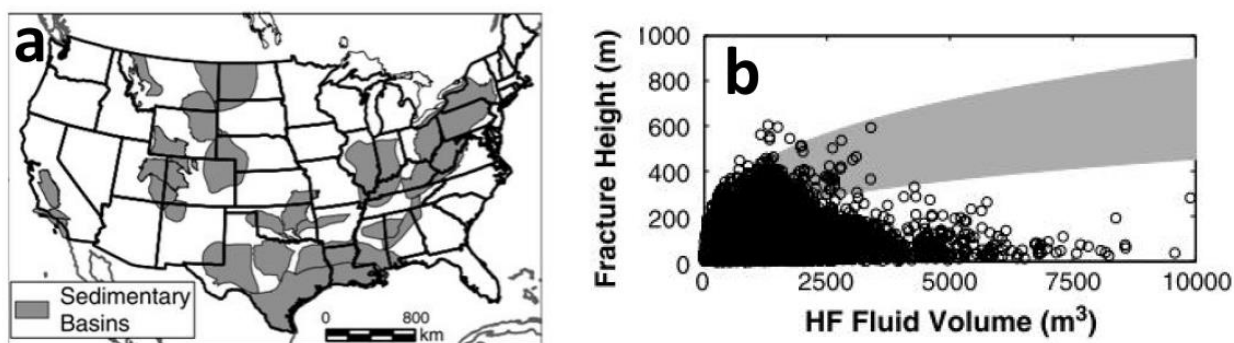 a
Sedimentary
Basins
0 800
km
b
1000
800
600
400
200
0
Fracture Height (m)
0 2500 5000 7500 10000
HF Fluid Volume (m³)